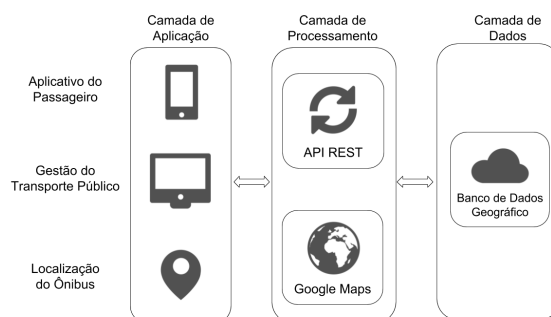 Camada de
Aplicação
Camada de
Processamento
Camada de
Dados
Aplicativo do
Passageiro
API REST
Gestão do
Transporte Público
Banco de Dados
Geográfico
Localização
do Ônibus
Google Maps